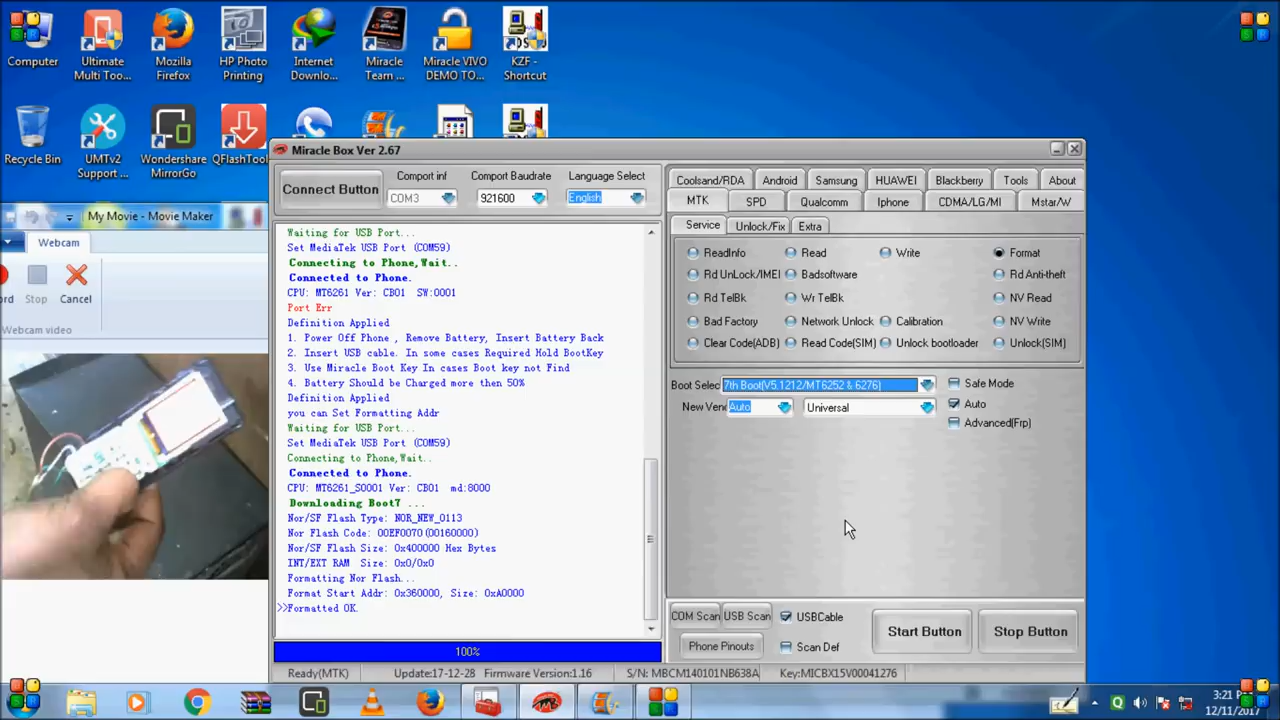 Computer
Ultimate
Multi Too...
Mozilla
Firefox
HP Photo
Printing
Internet
Downlo...
Miracle
Team ...
Miracle VIVO
DEMO TO...
KZF -
Shortcut
Recycle Bin
UMTv2
Support ...
Wondershare
MirrorGo
QFlashTool
My Movie - Movie Maker
Webcam
Stop
Cancel
Webcam video
Miracle Box Ver 2.67
Connect Button
Comport inf
COM3
Comport Baudrate
921600
Language Select
English
Waiting for USB Port...
Set MediaTek USB Port (COM59)
Connecting to Phone,Wait..
Connected to Phone.
CPU: MT6261 Ver: CB01  SW:0001
Port Err
Definition Applied
1. Power Off Phone , Remove Battery, Insert Battery Back
2. Insert USB cable. In some cases Required Hold BootKey
3. Use Miracle Boot Key In cases Boot key not Find
4. Battery Should be Charged more then 50%
Definition Applied
you can Set Formatting Addr
Waiting for USB Port...
Set MediaTek USB Port (COM59)
Connecting to Phone,Wait..
Connected to Phone.
CPU: MT6261_S0001 Ver: CB01  md:8000
Downloading Boot7 ...
Nor/SF Flash Type: NOR_NEW_0113
Nor Flash Code: 00EF0070(00160000)
Nor/SF Flash Size: 0x400000 Hex Bytes
INT/EXT RAM  Size: 0x0/0x0
Formatting Nor Flash...
Format Start Addr: 0x360000, Size: 0xA0000
>>Formatted OK.
100%
Coolsand/RDA Android Samsung HUAWEI Blackberry Tools About
MTK SPD Qualcomm Iphone CDMA/LG/MI Mstar/W
Service Unlock/Fix Extra
ReadInfo Read Write Format
Rd UnLock/IMEI Badsoftware Rd Anti-theft
Rd TelBk Wr TelBk NV Read
Bad Factory Network Unlock Calibration NV Write
Clear Code(ADB) Read Code(SIM) Unlock bootloader Unlock(SIM)
Boot Selec 7th Boot(V5.1212/MT6252 & 6276) Safe Mode
New Ven Auto Universal Auto
Advanced(Frp)
COM Scan USB Scan USBCable
Phone Pinouts Scan Def
Start Button Stop Button
Ready(MTK) Update:17-12-28 Firmware Version:1.16 S/N: MBCM140101NB638A Key:MICBX15V00041276
3:21 PM
12/11/2017